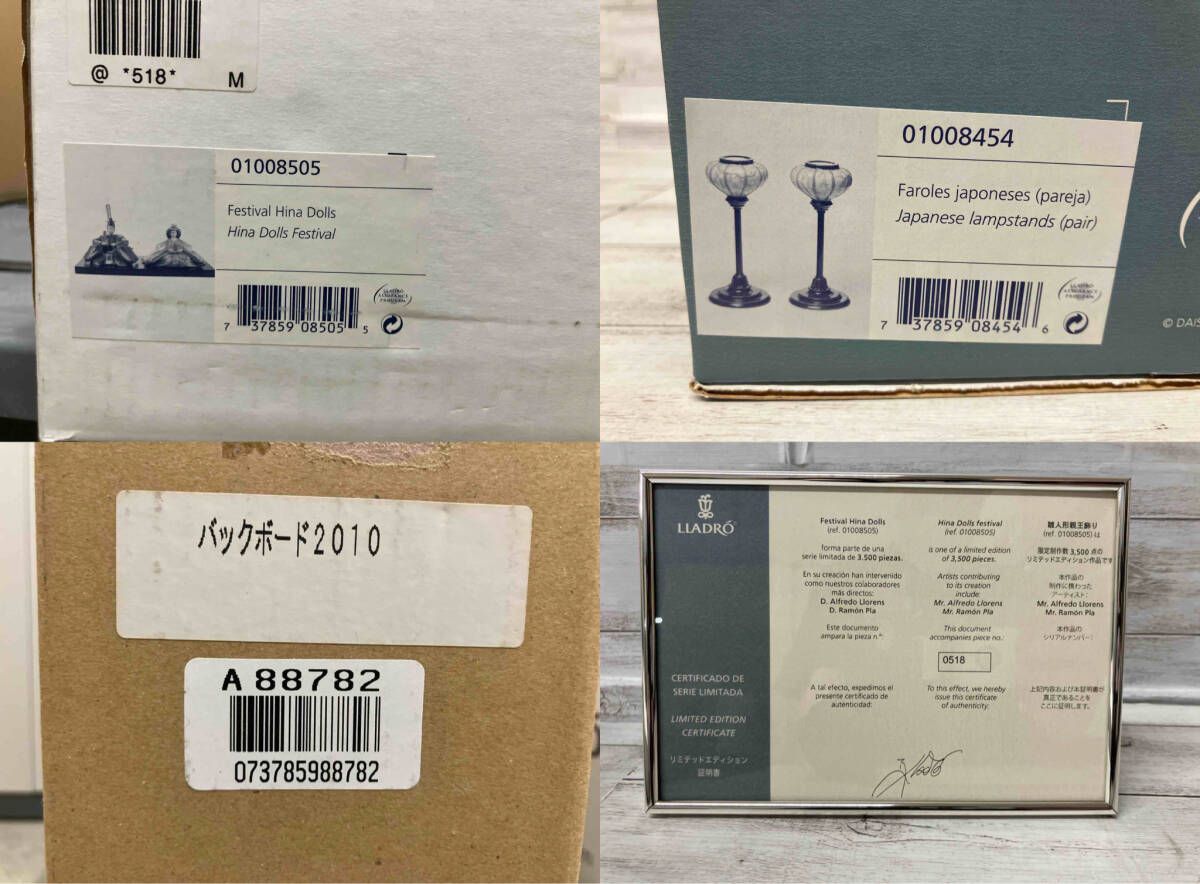 @ *518* M
01008505
Festival Hina Dolls
Hina Dolls Festival
7 37859 08505 5
01008454
Faroles japoneses (pareja)
Japanese lampstands (pair)
LLADRÓ
ASSURANCE
PROGRAM
7 37859 08454 6
© DAIS
バックボード2010
A 88782
073785988782
LLADRÓ
CERTIFICADO DE
SERIE LIMITADA
LIMITED EDITION
CERTIFICATE
リミテッドエディション
証明書
Festival Hina Dolls
(ref. 01008505)
forma parte de una
serie limitada de 3.500 piezas.
En su creación han intervenido
como nuestros colaboradores
más directos:
D. Alfredo Llorens
D. Ramón Pla
Este documento
ampara la pieza n.º:
A tal efecto, expedimos el
presente certificado de
autenticidad:
Hina Dolls festival
(ref. 01008505)
is one of a limited edition
of 3,500 pieces.
Artists contributing
to its creation
include:
Mr. Alfredo Llorens
Mr. Ramón Pla
This document
accompanies piece no.:
0518
To this effect, we hereby
issue this certificate
of authenticity.
雛人形親王飾り
(ref. 01008505) は
限定制作数 3,500 点の
リミテッドエディション作品です
本作品の
制作に携わった
アーティスト:
Mr. Alfredo Llorens
Mr. Ramón Pla
本作品の
シリアルナンバー:
上記内容および本証明書が
真正であることを
ここに証明します。